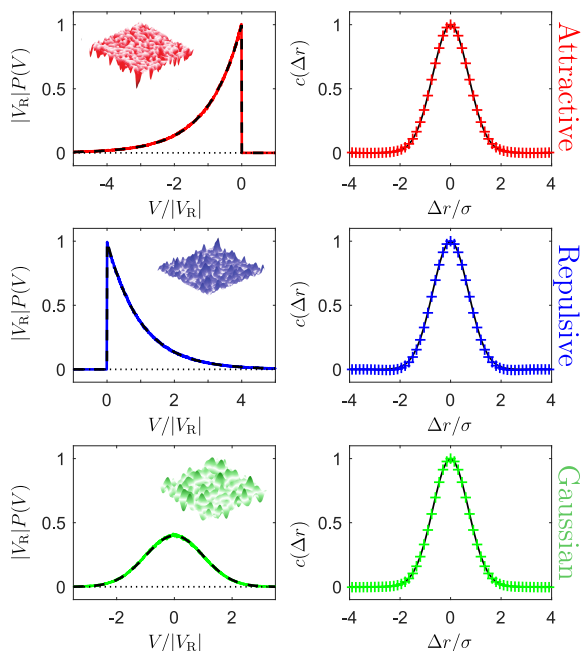 1
0.5
0
-4
-2
0
|V_R|P(V)
V/|V_R|
1
0.5
0
-4
-2
0
2
4
c(Δr)
Δr/σ
Attractive
1
0.5
0
0
2
4
|V_R|P(V)
V/|V_R|
1
0.5
0
-4
-2
0
2
4
c(Δr)
Δr/σ
Repulsive
1
0.5
0
-2
0
2
|V_R|P(V)
V/|V_R|
1
0.5
0
-4
-2
0
2
4
c(Δr)
Δr/σ
Gaussian